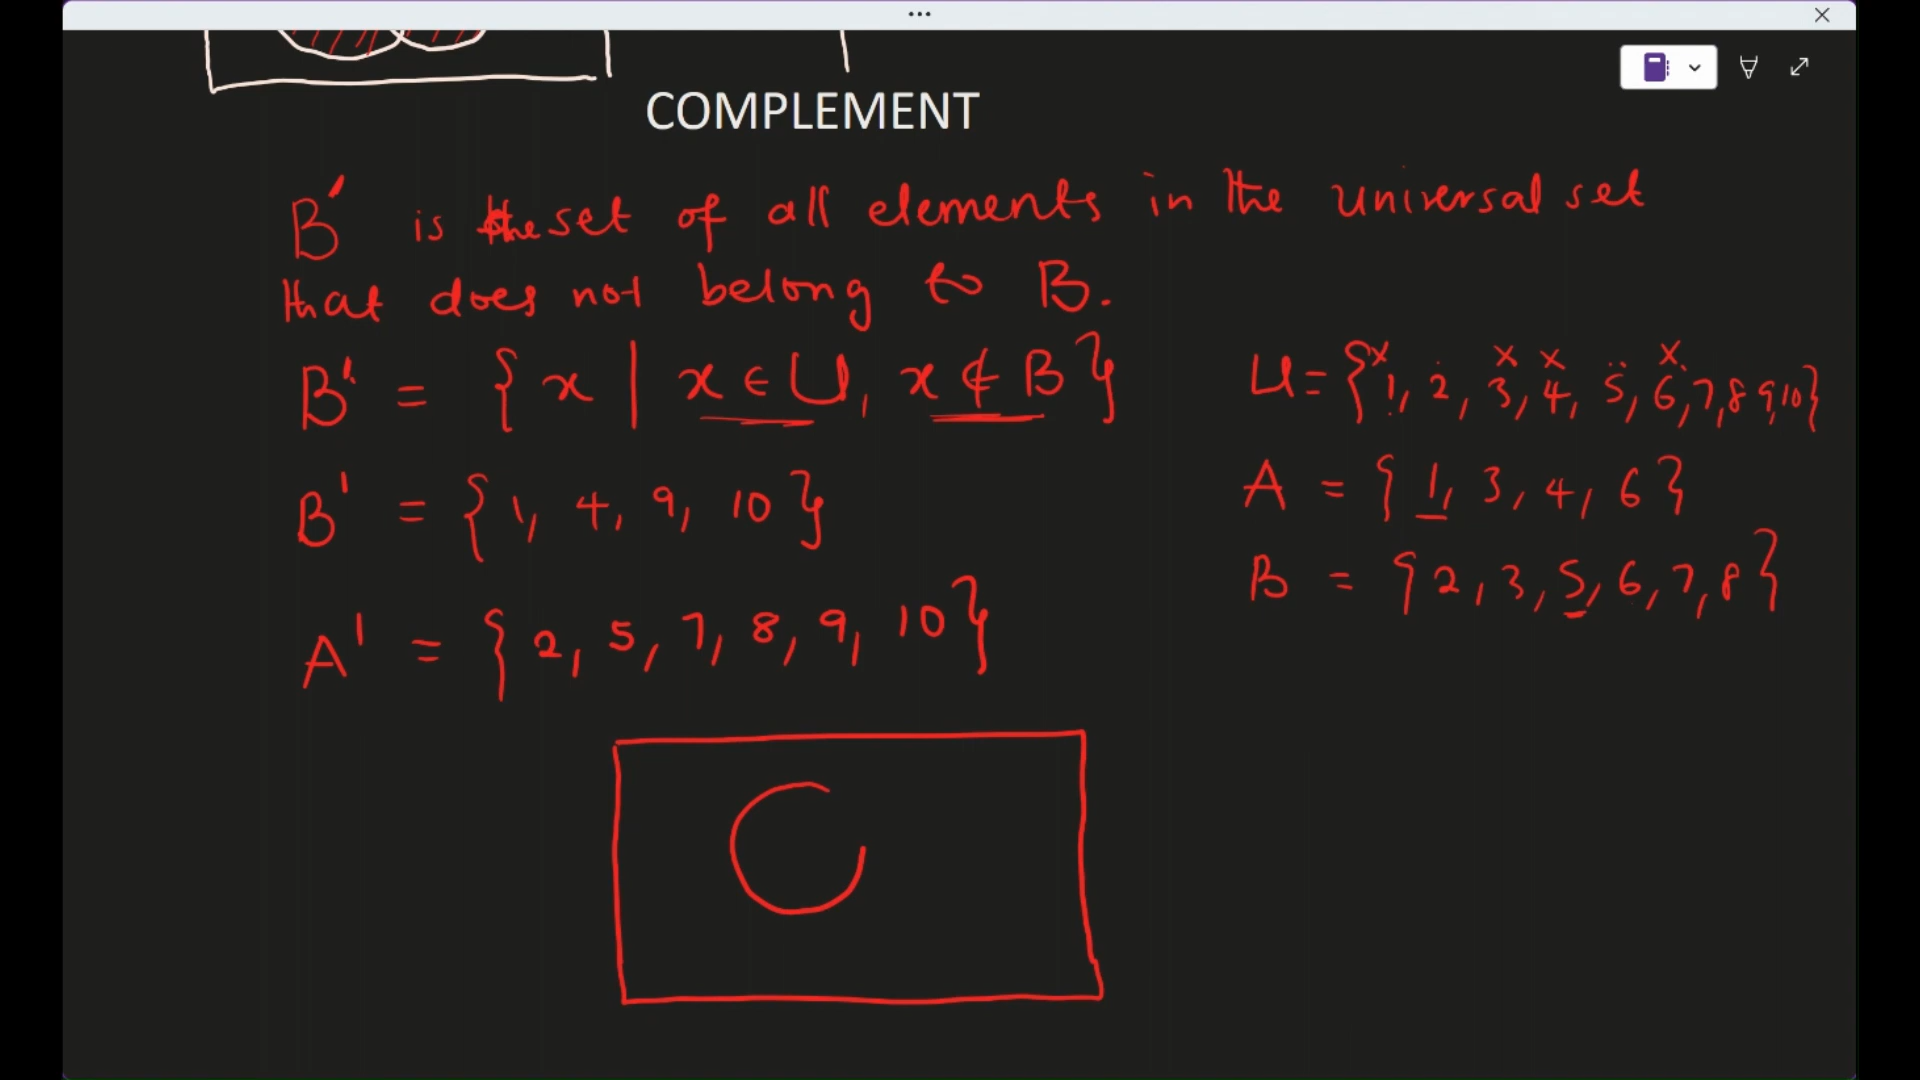 COMPLEMENT
B' is the set of all elements in the universal set
that does not belong to B.
B' = {x | x ∈ U, x ∉ B}
U = {1, 2, 3, 4, 5, 6, 7, 8 9, 10}
B' = {1, 4, 9, 10}
A = {1, 3, 4, 6}
B = {2, 3, 5, 6, 7, 8}
A' = {2, 5, 7, 8, 9, 10}